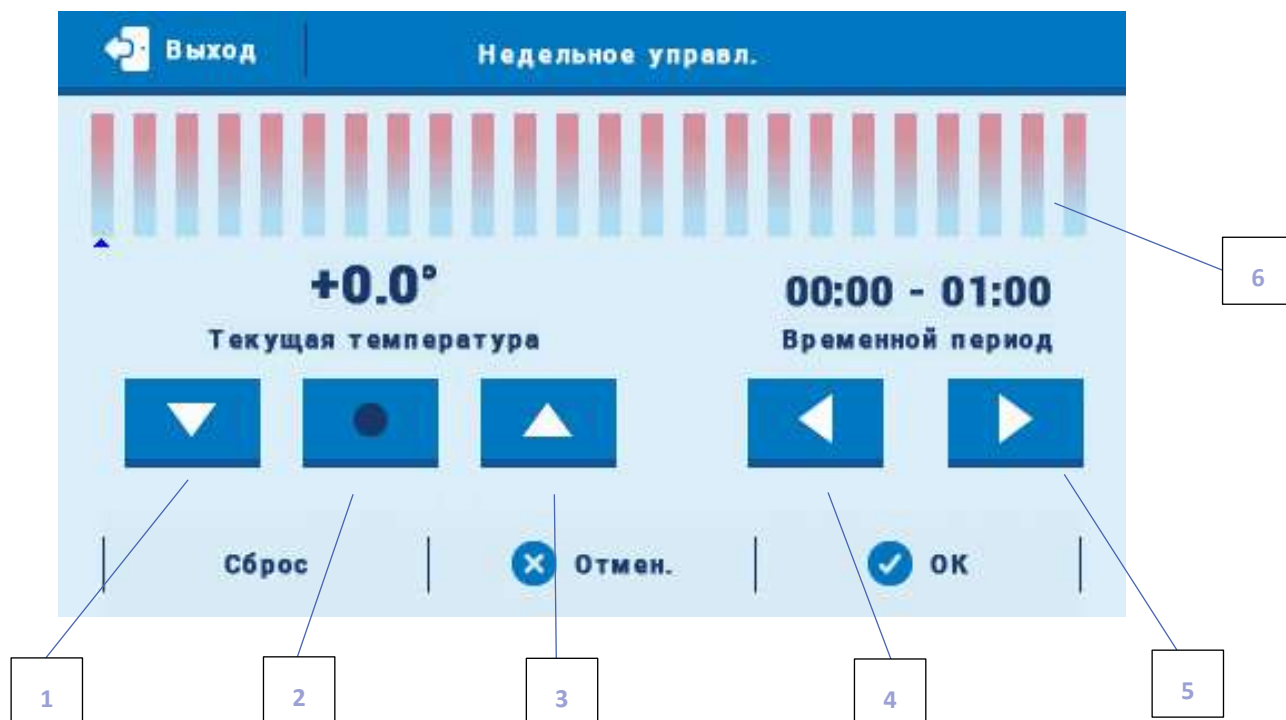 Выход
Недельное управл.
+0.0°
00:00 - 01:00
Текущая температура
Временной период
6
Сброс
Отмен.
OK
1
2
3
4
5